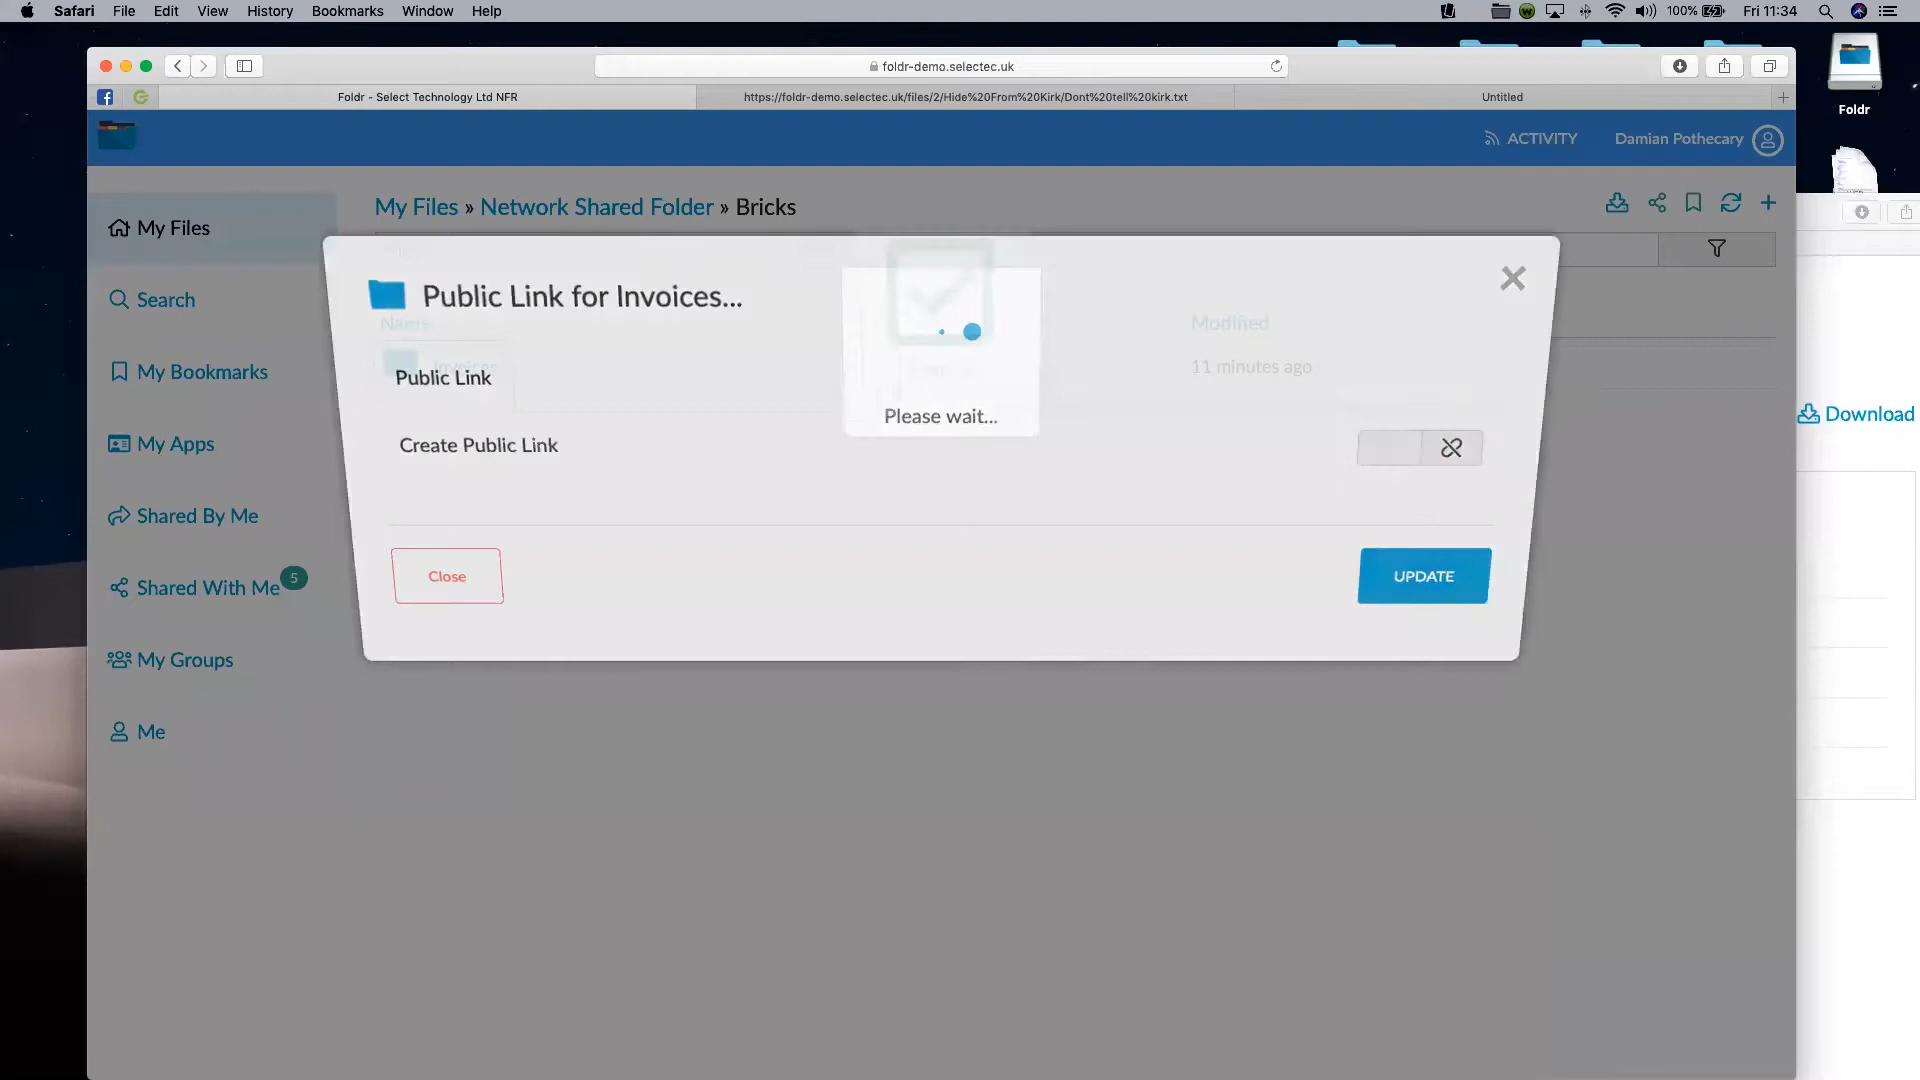 Safari File Edit View History Bookmarks Window Help
100% Fri 11:34
foldr-demo.selectec.uk
Foldr - Select Technology Ltd NFR
https://foldr-demo.selectec.uk/files/2/Hide%20From%20Kirk/Dont%20tell%20kirk.txt
Untitled
Foldr
ACTIVITY
Damian Pothecary
My Files » Network Shared Folder » Bricks
My Files
Search
My Bookmarks
My Apps
Shared By Me
Shared With Me 5
My Groups
Me
Public Link for Invoices...
Name
Modified
Invoices
11 minutes ago
Public Link
Please wait...
Create Public Link
Close
UPDATE
Download